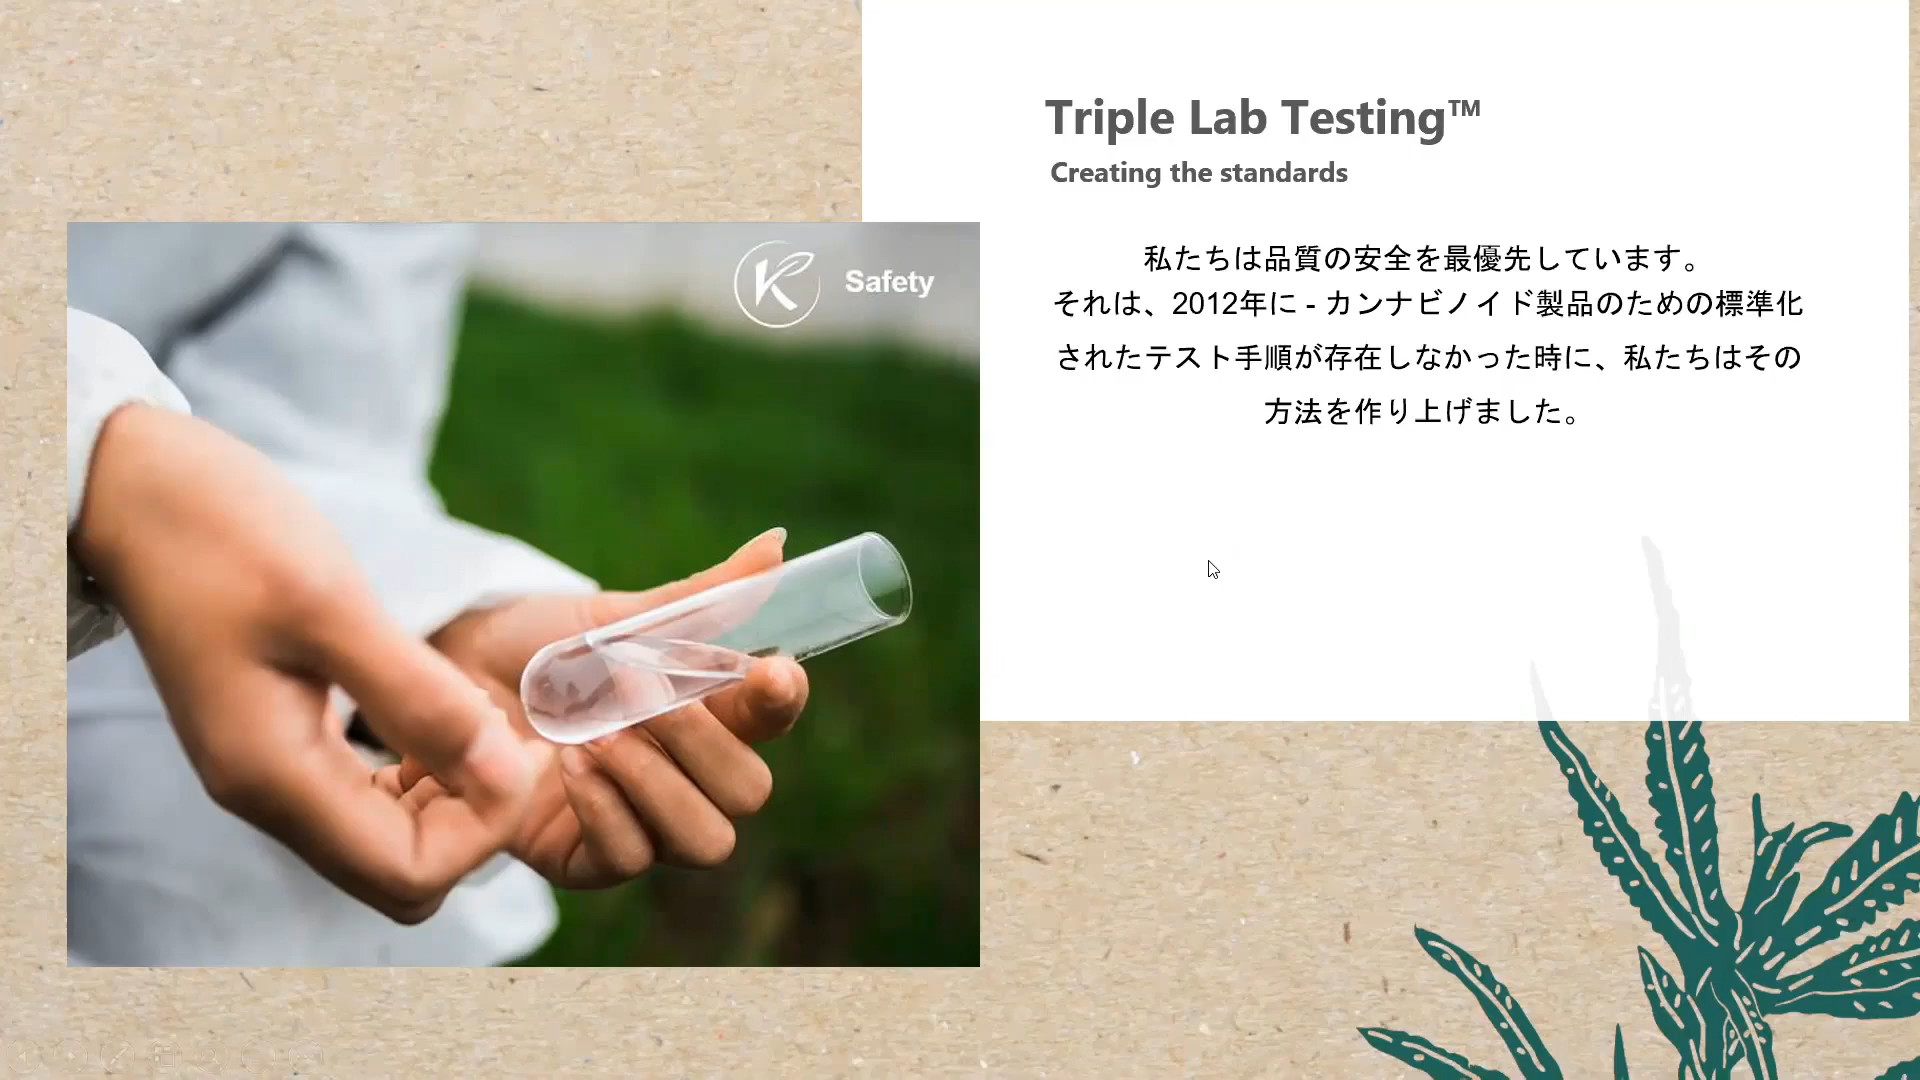 Triple Lab Testing™
Creating the standards
K Safety
私たちは品質の安全を最優先しています。
それは、2012年に - カンナビノイド製品のための標準化
されたテスト手順が存在しなかった時に、私たちはその
方法を作り上げました。